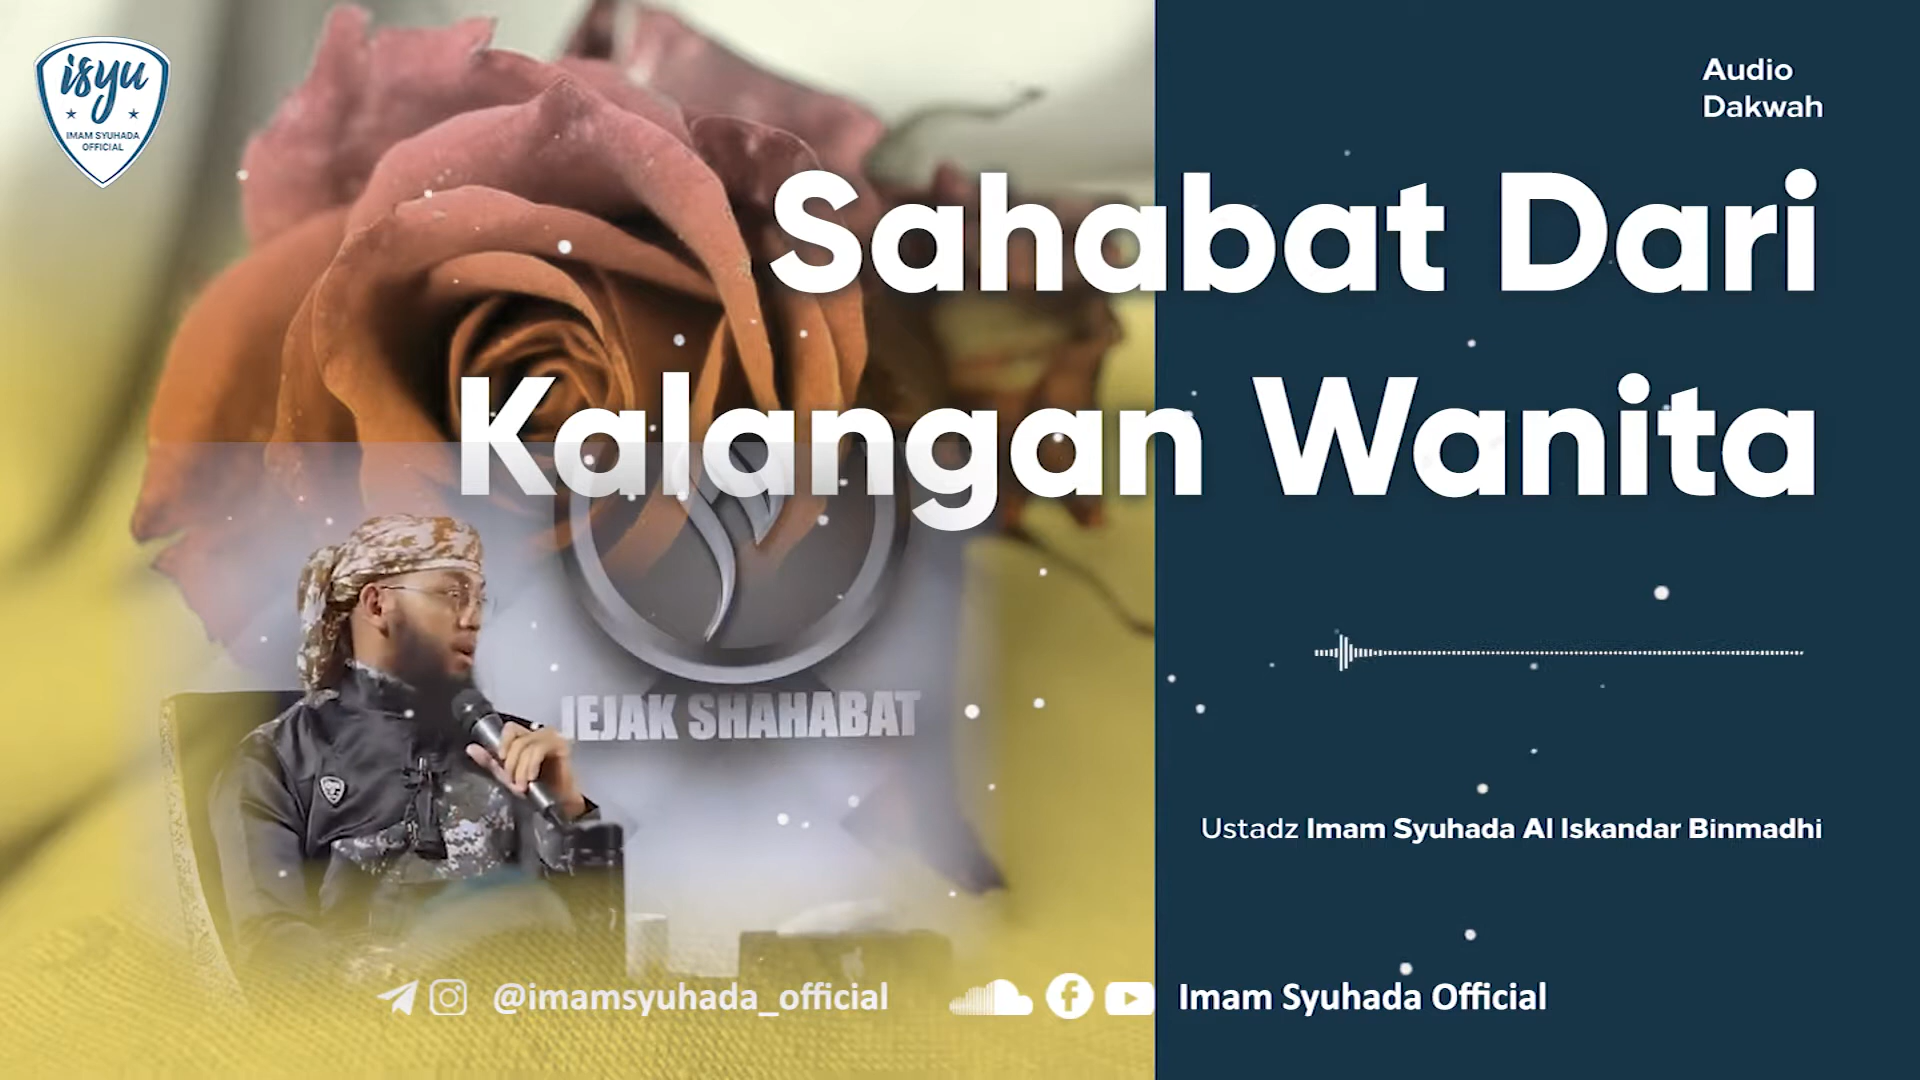 isyu
IMAM SYUHADA
OFFICIAL
Audio
Dakwah
Sahabat Dari
Kalangan Wanita
JEJAK SHAHABAT
Ustadz Imam Syuhada Al Iskandar Binmadhi
@imamsyuhada_official
Imam Syuhada Official